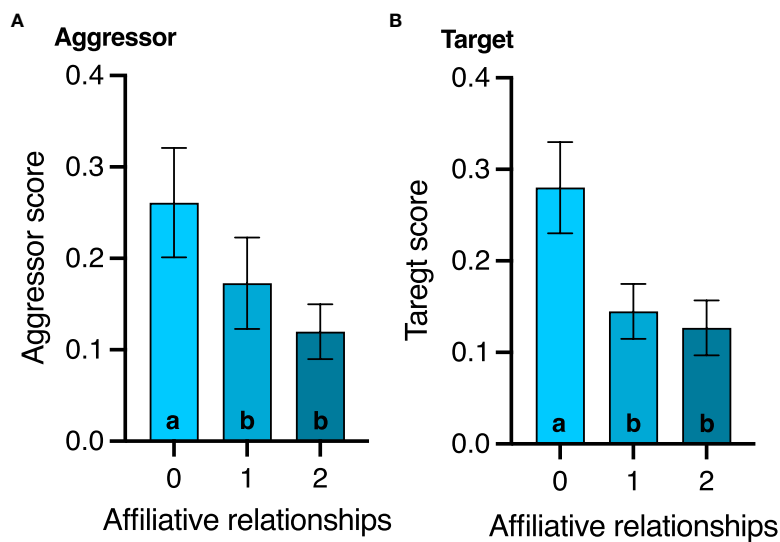 A
Aggressor
Aggressor score
0.4
0.3
0.2
0.1
0.0
a
b
b
0
1
2
Affiliative relationships
B
Target
Taregt score
0.4
0.3
0.2
0.1
0.0
a
b
b
0
1
2
Affiliative relationships